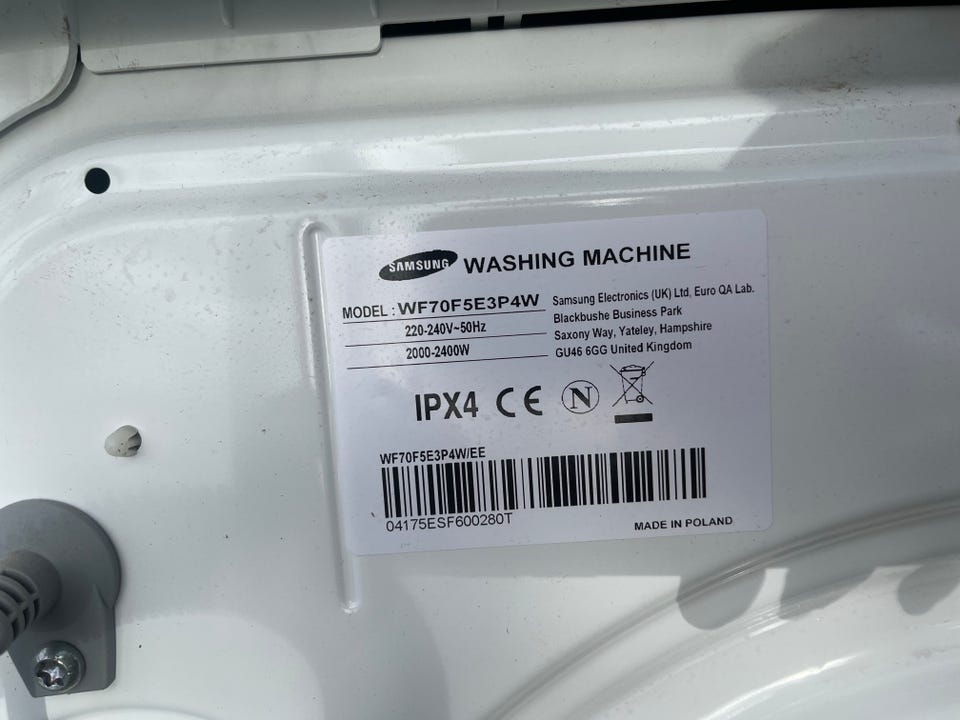 SAMSUNG WASHING MACHINE
MODEL : WF70F5E3P4W
220-240V~50Hz
2000-2400W
Samsung Electronics (UK) Ltd, Euro QA Lab.
Blackbushe Business Park
Saxony Way, Yateley, Hampshire
GU46 6GG United Kingdom
IPX4 CE N
WF70F5E3P4W/EE
04175ESF600280T
MADE IN POLAND